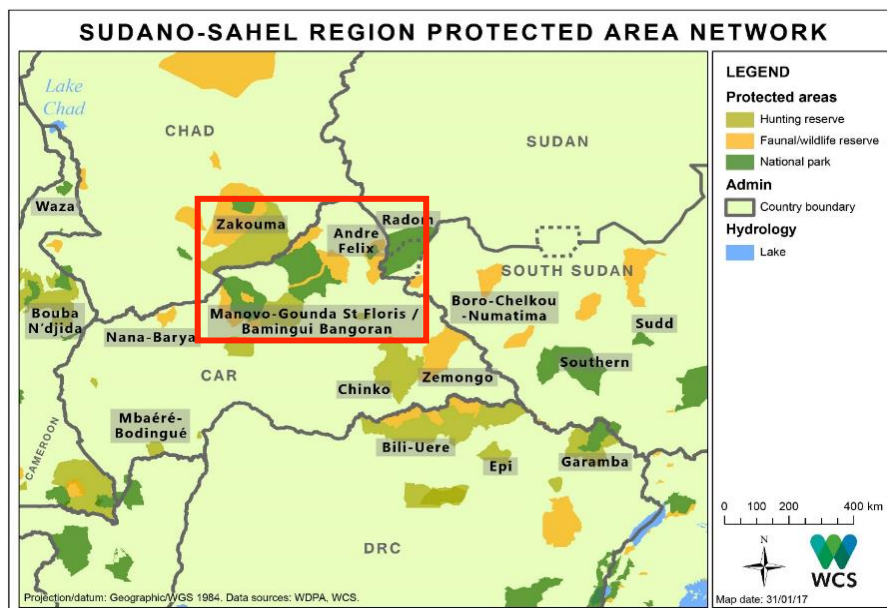 SUDANO-SAHEL REGION PROTECTED AREA NETWORK
Lake
Chad
CHAD
SUDAN
Waza
Zakouma
Andre
Felix
Radom
SOUTH SUDAN
Bouba
N'djida
Manovo-Gounda St Floris /
Bamingui Bangoran
Boro-Chelkou
-Numatima
Nana-Barya
Sudd
Southern
CAR
Chinko
Zemongo
Mbaéré-
Bodingué
CAMEROON
Bili-Uere
Epi
Garamba
DRC
Projection/datum: Geographic/WGS 1984. Data sources: WDPA, WCS.
LEGEND
Protected areas
Hunting reserve
Faunal/wildlife reserve
National park
Admin
Country boundary
Hydrology
Lake
0 100 200 400 km
N
WCS
Map date: 31/01/17